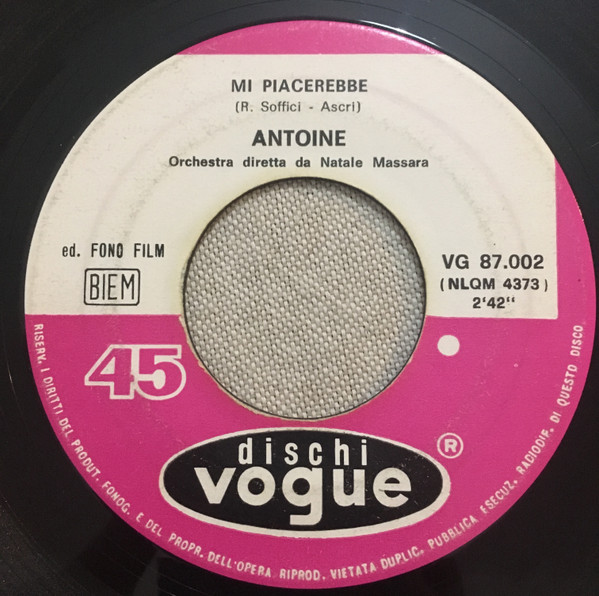 MI PIACEREBBE
(R. Soffici - Ascri)
ANTOINE
Orchestra diretta da Natale Massara
ed. FONO FILM
BIEM
VG 87.002
(NLQM 4373)
2'42"
45
dischi
vogue
®
RISERV. I DIRITTI DEL PRODUT. FONOG. E DEL PROPR. DELL'OPERA RIPROD. VIETATA DUPLIC. PUBBLICA ESECUZ. RADIODIF. DI QUESTO DISCO